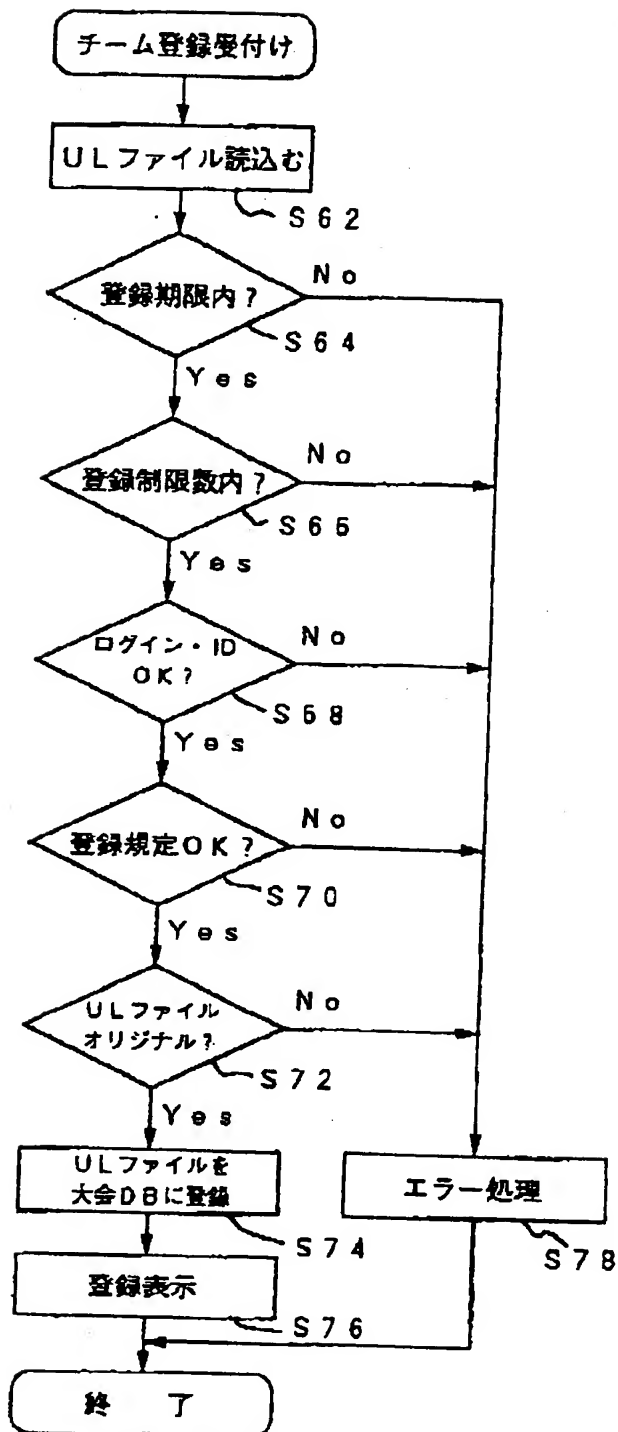 チーム登録受付け
ULファイル読込む
S62
登録期限内?
No
S64
Yes
登録制限数内?
No
S66
Yes
ログイン・ID
OK?
No
S68
Yes
登録規定OK?
No
S70
Yes
ULファイル
オリジナル?
No
S72
Yes
ULファイルを
大会DBに登録
S74
エラー処理
S78
登録表示
S76
終 了